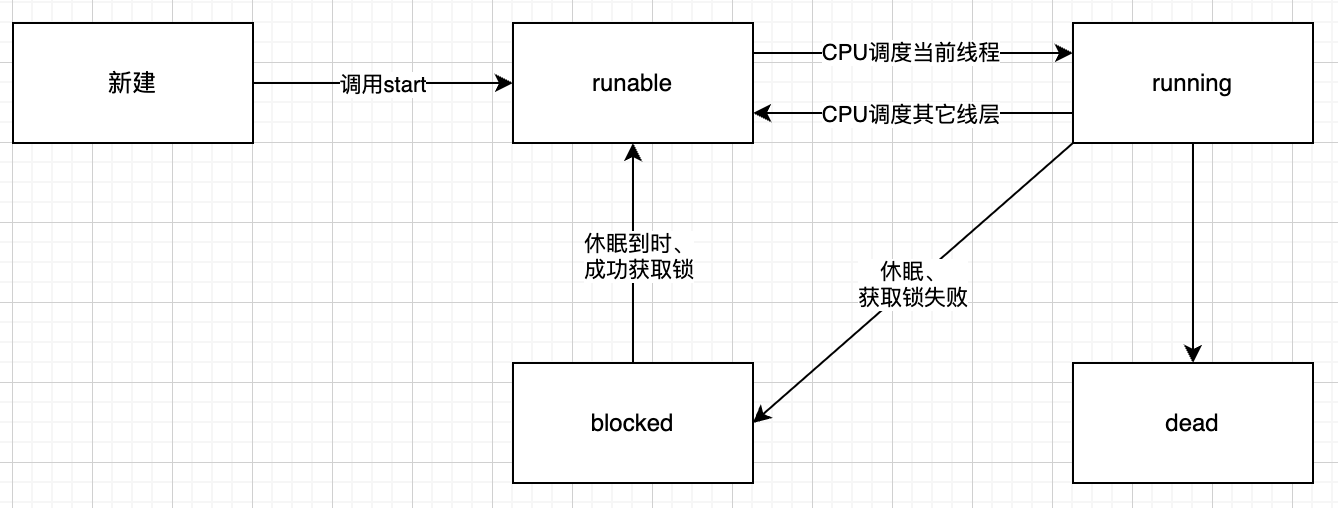 新建
调用start
runable
CPU调度当前线程
CPU调度其它线层
running
休眠到时、
成功获取锁
休眠、
获取锁失败
blocked
dead